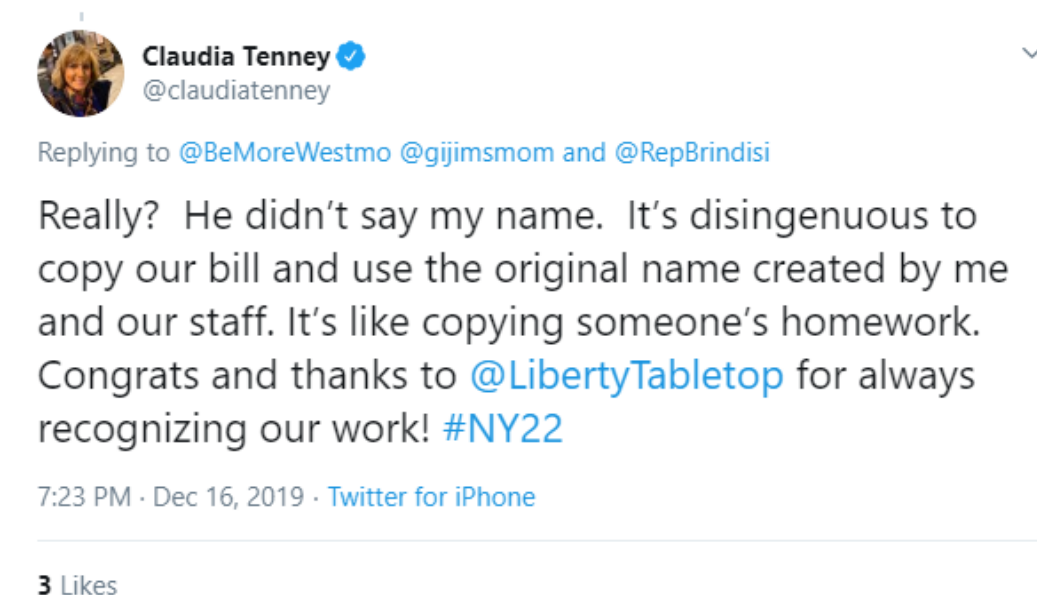 Claudia Tenney
@claudiatenney
Replying to @BeMoreWestmo @gijimsmom and @RepBrindisi
Really?  He didn’t say my name.  It’s disingenuous to
copy our bill and use the original name created by me
and our staff. It’s like copying someone’s homework.
Congrats and thanks to @LibertyTabletop for always
recognizing our work! #NY22
7:23 PM · Dec 16, 2019 · Twitter for iPhone
3 Likes